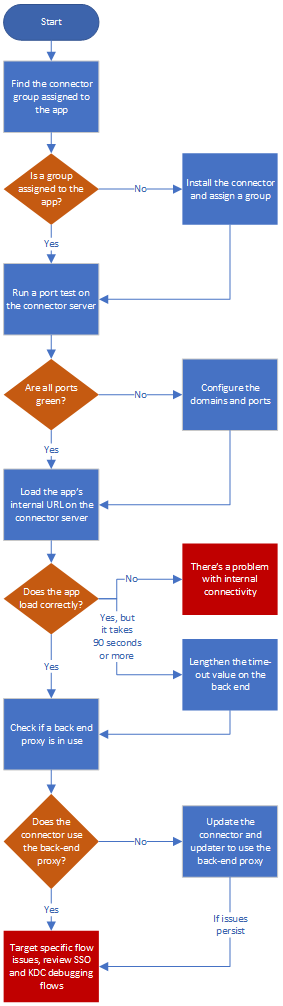 Start
Find the connector
group assigned to
the app
Is a group
assigned to the
app?
No
Install the connector
and assign a group
Yes
Run a port test on
the connector server
Are all ports
green?
No
Configure the
domains and ports
Yes
Load the app's
internal URL on the
connector server
Does the app
load correctly?
No
There's a problem
with internal
connectivity
Yes, but
it takes
90 seconds
or more
Lengthen the time-
out value on the
back end
Yes
Check if a back end
proxy is in use
Does the
connector use
the back-end
proxy?
No
Update the
connector and
updater to use the
back-end proxy
Yes
If issues
persist
Target specific flow
issues, review SSO
and KDC debugging
flows